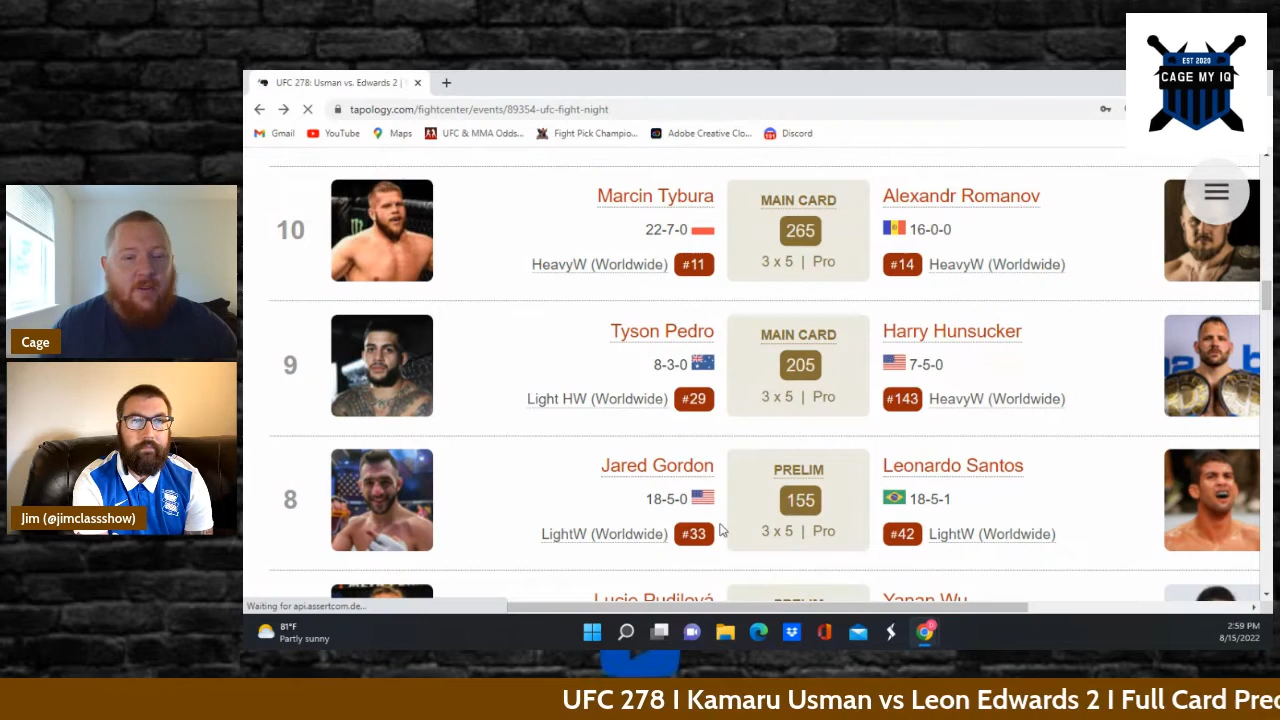 EST 2020
CAGE MY IQ
UFC 278: Usman vs. Edwards 2 |
tapology.com/fightcenter/events/89354-ufc-fight-night
Gmail YouTube Maps UFC & MMA Odds... Fight Pick Champio... Adobe Creative Clo... Discord
10
Marcin Tybura
22-7-0
HeavyW (Worldwide) #11
MAIN CARD
265
3 x 5 | Pro
Alexandr Romanov
16-0-0
#14 HeavyW (Worldwide)
9
Tyson Pedro
8-3-0
Light HW (Worldwide) #29
MAIN CARD
205
3 x 5 | Pro
Harry Hunsucker
7-5-0
#143 HeavyW (Worldwide)
8
Jared Gordon
18-5-0
LightW (Worldwide) #33
PRELIM
155
3 x 5 | Pro
Leonardo Santos
18-5-1
#42 LightW (Worldwide)
Lucie Pudilová
PRELIM
Yanan Wu
Cage
Jim (@jimclassshow)
Waiting for api.assertcom.de...
81°F
Partly sunny
2:59 PM
8/15/2022
UFC 278 I Kamaru Usman vs Leon Edwards 2 I Full Card Prec